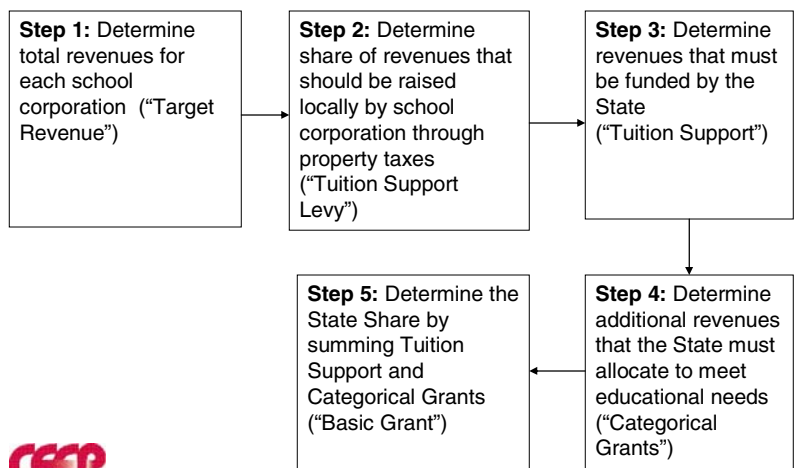 Step 1: Determine
total revenues for
each school
corporation (“Target
Revenue”)
Step 2: Determine
share of revenues that
should be raised
locally by school
corporation through
property taxes
(“Tuition Support
Levy”)
Step 3: Determine
revenues that must
be funded by the
State
(“Tuition Support”)
Step 4: Determine
additional revenues
that the State must
allocate to meet
educational needs
(“Categorical
Grants”)
Step 5: Determine the
State Share by
summing Tuition
Support and
Categorical Grants
(“Basic Grant”)